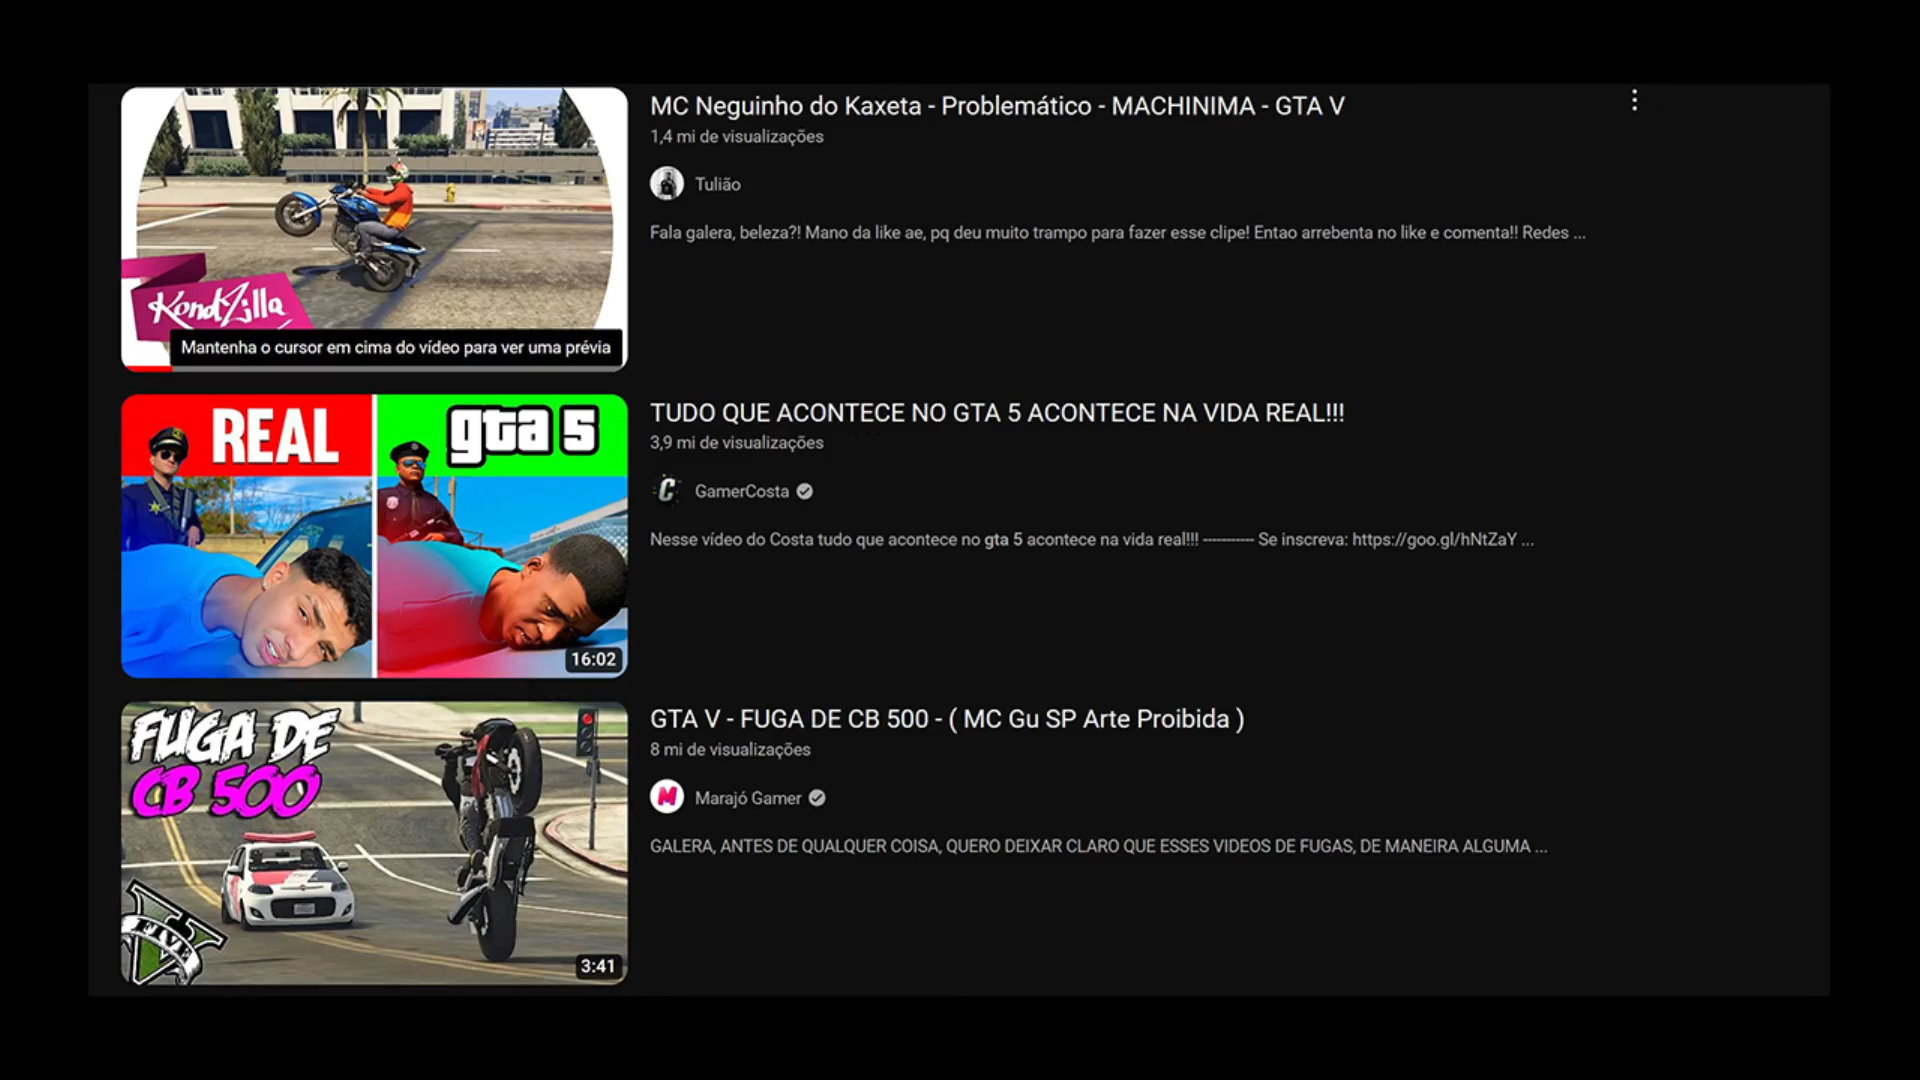 MC Neguinho do Kaxeta - Problemático - MACHINIMA - GTA V
1,4 mi de visualizações
Tulião
Fala galera, beleza?! Mano da like ae, pq deu muito trampo para fazer esse clipe! Entao arrebenta no like e comenta!! Redes ...
KondZilla
Mantenha o cursor em cima do vídeo para ver uma prévia
REAL
gta 5
16:02
TUDO QUE ACONTECE NO GTA 5 ACONTECE NA VIDA REAL!!!
3,9 mi de visualizações
C
GamerCosta
Nesse vídeo do Costa tudo que acontece no gta 5 acontece na vida real!!! ---------- Se inscreva: https://goo.gl/hNtZaY ...
FUGA DE
CB 500
V
FIVE
3:41
GTA V - FUGA DE CB 500 - ( MC Gu SP Arte Proibida )
8 mi de visualizações
M
Marajó Gamer
GALERA, ANTES DE QUALQUER COISA, QUERO DEIXAR CLARO QUE ESSES VIDEOS DE FUGAS, DE MANEIRA ALGUMA ...